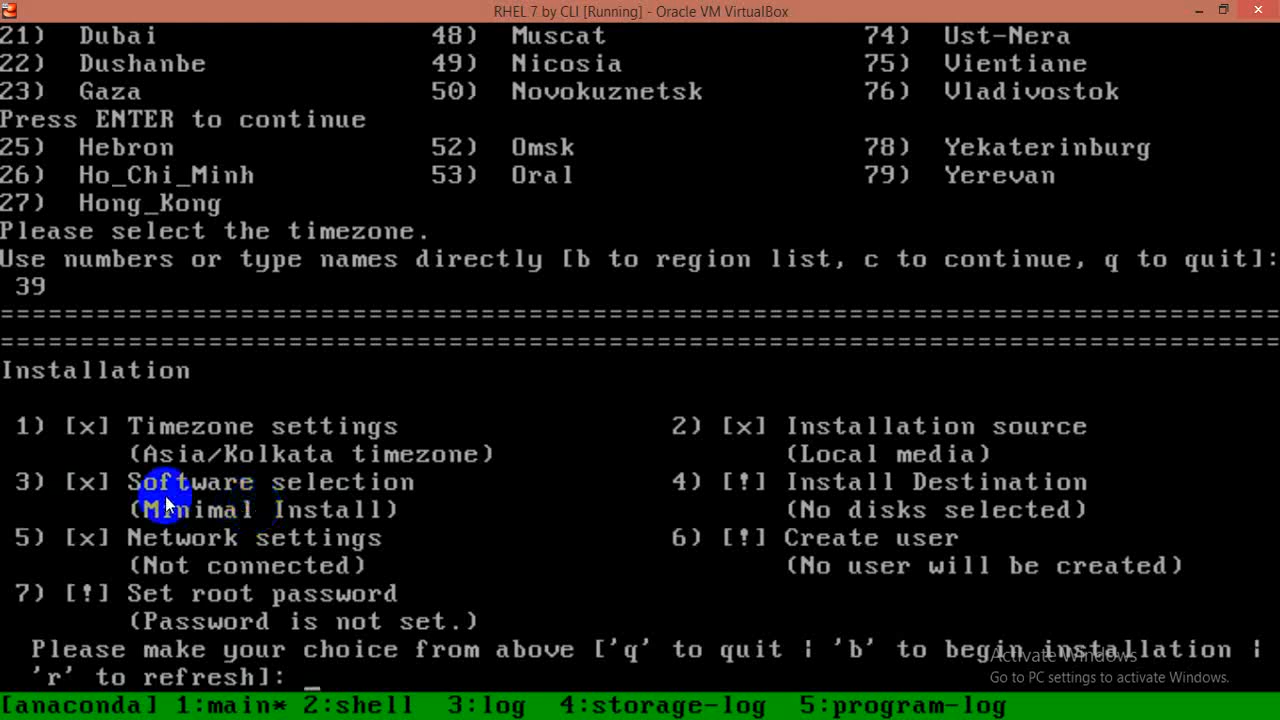 RHEL 7 by CLI [Running] - Oracle VM VirtualBox
21) Dubai 48) Muscat 74) Ust-Nera
22) Dushanbe 49) Nicosia 75) Vientiane
23) Gaza 50) Novokuznetsk 76) Vladivostok
Press ENTER to continue
25) Hebron 52) Omsk 78) Yekaterinburg
26) Ho_Chi_Minh 53) Oral 79) Yerevan
27) Hong_Kong
Please select the timezone.
Use numbers or type names directly [b to region list, c to continue, q to quit]:
39
================================================================================
================================================================================
Installation
1) [x] Timezone settings 2) [x] Installation source
(Asia/Kolkata timezone) (Local media)
3) [x] Software selection 4) [!] Install Destination
(Minimal Install) (No disks selected)
5) [x] Network settings 6) [!] Create user
(Not connected) (No user will be created)
7) [!] Set root password
(Password is not set.)
Please make your choice from above ['q' to quit | 'b' to begin installation |
'r' to refresh]: _
Activate Windows
Go to PC settings to activate Windows.
[anaconda] 1:main* 2:shell 3:log 4:storage-log 5:program-log